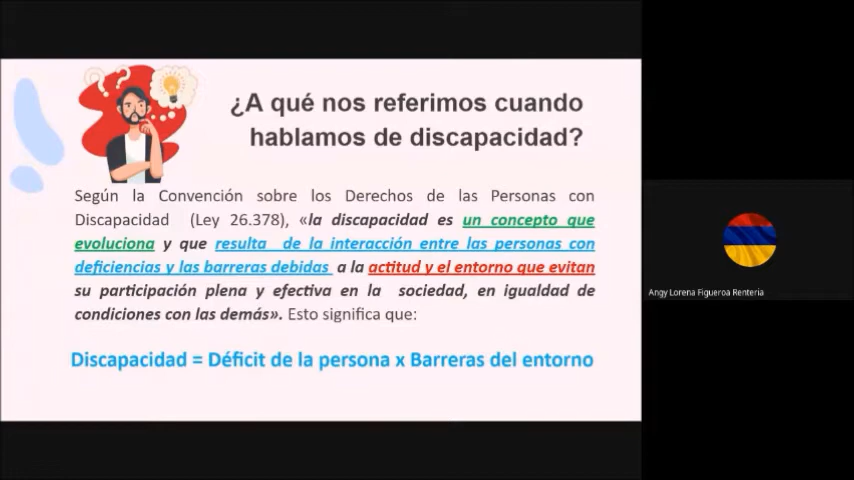 ¿A qué nos referimos cuando
hablamos de discapacidad?
Según la Convención sobre los Derechos de las Personas con
Discapacidad (Ley 26.378), «la discapacidad es un concepto que
evoluciona y que resulta de la interacción entre las personas con
deficiencias y las barreras debidas a la actitud y el entorno que evitan
su participación plena y efectiva en la sociedad, en igualdad de
condiciones con las demás». Esto significa que:
Discapacidad = Déficit de la persona x Barreras del entorno
Angy Lorena Figueroa Renteria